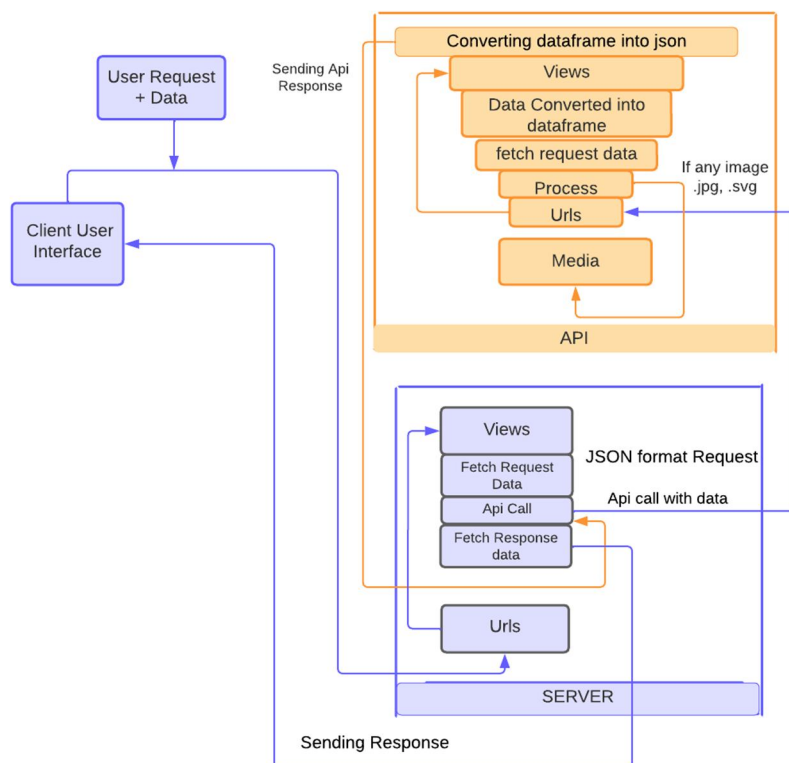 Converting dataframe into json
Sending Api
Response
User Request
+ Data
Views
Data Converted into
dataframe
fetch request data
If any image
.jpg, .svg
Process
Urls
Client User
Interface
Media
API
Views
JSON format Request
Fetch Request
Data
Api call with data
Api Call
Fetch Response
data
Urls
SERVER
Sending Response